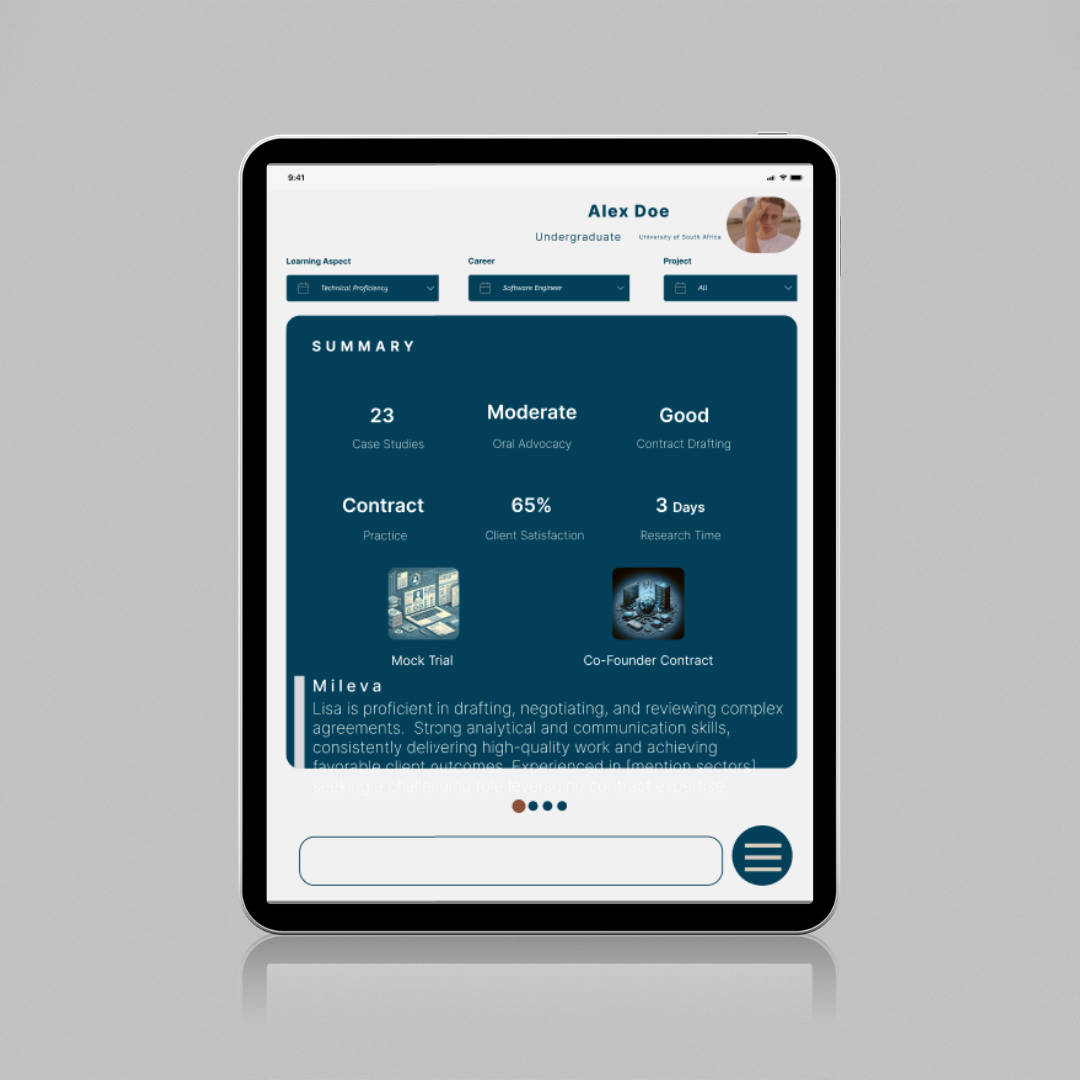 9:41
Alex Doe
Undergraduate University of South Africa
Learning Aspect Career Project
Technical Proficiency Software Engineer All
SUMMARY
23 Moderate Good
Case Studies Oral Advocacy Contract Drafting
Contract 65% 3 Days
Practice Client Satisfaction Research Time
Mock Trial Co-Founder Contract
Mileva
Lisa is proficient in drafting, negotiating, and reviewing complex
agreements. Strong analytical and communication skills,
consistently delivering high-quality work and achieving
favorable client outcomes. Experienced in [mention sectors]
seeking a challenging role leveraging contract expertise.